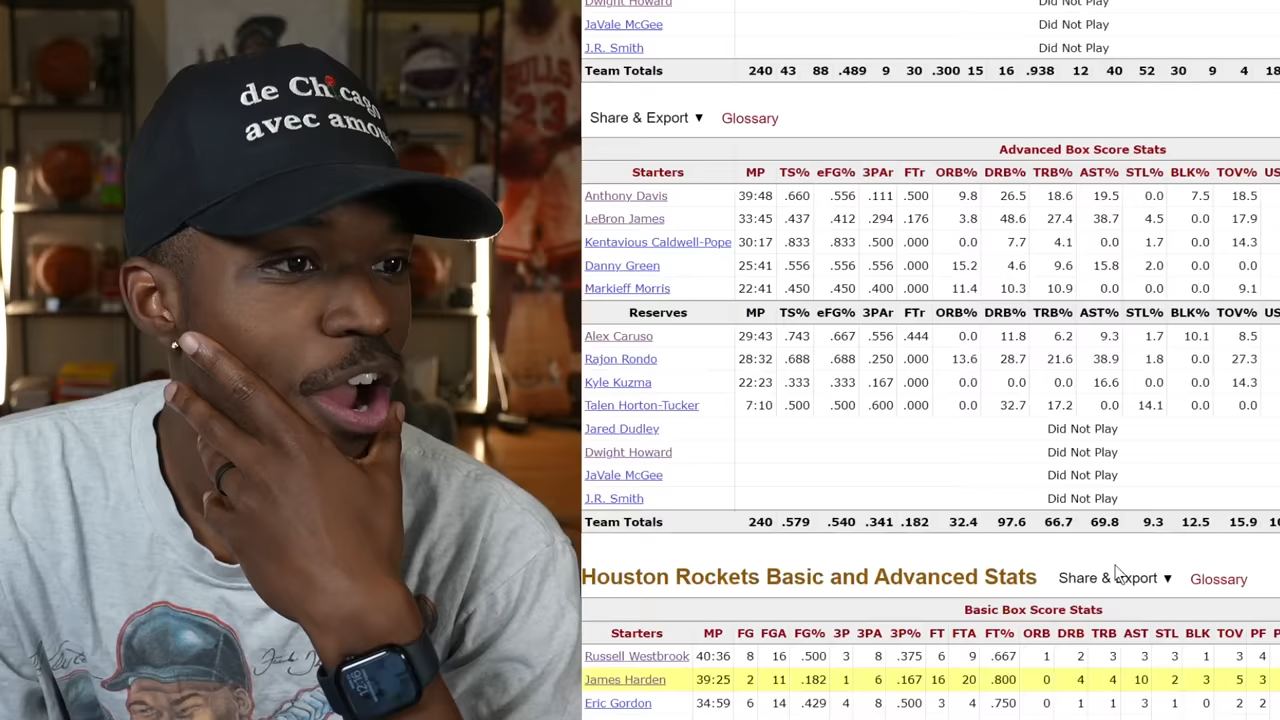 de Chicago
avec amour
BULLS
23
Dwight Howard Did Not Play
JaVale McGee Did Not Play
J.R. Smith Did Not Play
Team Totals 240 43 88 .489 9 30 .300 15 16 .938 12 40 52 30 9 4 18
Share & Export ▼ Glossary
Advanced Box Score Stats
Starters MP TS% eFG% 3PAr FTr ORB% DRB% TRB% AST% STL% BLK% TOV% US
Anthony Davis 39:48 .660 .556 .111 .500 9.8 26.5 18.6 19.5 0.0 7.5 18.5
LeBron James 33:45 .437 .412 .294 .176 3.8 48.6 27.4 38.7 4.5 0.0 17.9
Kentavious Caldwell-Pope 30:17 .833 .833 .500 .000 0.0 7.7 4.1 0.0 1.7 0.0 14.3
Danny Green 25:41 .556 .556 .556 .000 15.2 4.6 9.6 15.8 2.0 0.0 0.0
Markieff Morris 22:41 .450 .450 .400 .000 11.4 10.3 10.9 0.0 0.0 0.0 9.1
Reserves MP TS% eFG% 3PAr FTr ORB% DRB% TRB% AST% STL% BLK% TOV% US
Alex Caruso 29:43 .743 .667 .556 .444 0.0 11.8 6.2 9.3 1.7 10.1 8.5
Rajon Rondo 28:32 .688 .688 .250 .000 13.6 28.7 21.6 38.9 1.8 0.0 27.3
Kyle Kuzma 22:23 .333 .333 .167 .000 0.0 0.0 0.0 16.6 0.0 0.0 14.3
Talen Horton-Tucker 7:10 .500 .500 .600 .000 0.0 32.7 17.2 0.0 14.1 0.0 0.0
Jared Dudley Did Not Play
Dwight Howard Did Not Play
JaVale McGee Did Not Play
J.R. Smith Did Not Play
Team Totals 240 .579 .540 .341 .182 32.4 97.6 66.7 69.8 9.3 12.5 15.9 10
Houston Rockets Basic and Advanced Stats Share & Export ▼ Glossary
Basic Box Score Stats
Starters MP FG FGA FG% 3P 3PA 3P% FT FTA FT% ORB DRB TRB AST STL BLK TOV PF P
Russell Westbrook 40:36 8 16 .500 3 8 .375 6 9 .667 1 2 3 3 3 1 3 4
James Harden 39:25 2 11 .182 1 6 .167 16 20 .800 0 4 4 10 2 3 5 3
Eric Gordon 34:59 6 14 .429 4 8 .500 3 4 .750 0 1 1 3 1 0 2 2